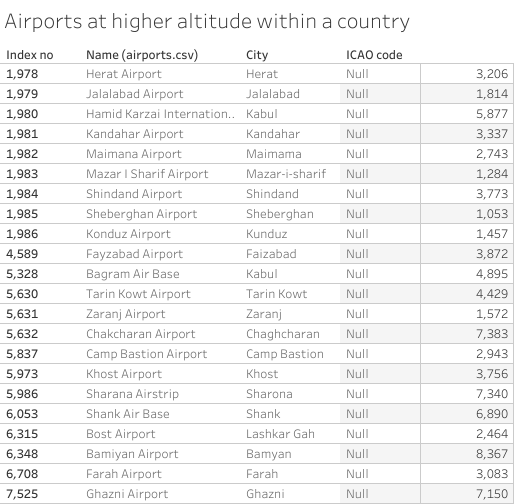 Airports at higher altitude within a country
Index no Name (airports.csv) City ICAO code
1,978 Herat Airport Herat Null 3,206
1,979 Jalalabad Airport Jalalabad Null 1,814
1,980 Hamid Karzai Internation.. Kabul Null 5,877
1,981 Kandahar Airport Kandahar Null 3,337
1,982 Maimana Airport Maimama Null 2,743
1,983 Mazar I Sharif Airport Mazar-i-sharif Null 1,284
1,984 Shindand Airport Shindand Null 3,773
1,985 Sheberghan Airport Sheberghan Null 1,053
1,986 Konduz Airport Kunduz Null 1,457
4,589 Fayzabad Airport Faizabad Null 3,872
5,328 Bagram Air Base Kabul Null 4,895
5,630 Tarin Kowt Airport Tarin Kowt Null 4,429
5,631 Zaranj Airport Zaranj Null 1,572
5,632 Chakcharan Airport Chaghcharan Null 7,383
5,837 Camp Bastion Airport Camp Bastion Null 2,943
5,973 Khost Airport Khost Null 3,756
5,986 Sharana Airstrip Sharona Null 7,340
6,053 Shank Air Base Shank Null 6,890
6,315 Bost Airport Lashkar Gah Null 2,464
6,348 Bamiyan Airport Bamyan Null 8,367
6,708 Farah Airport Farah Null 3,083
7,525 Ghazni Airport Ghazni Null 7,150